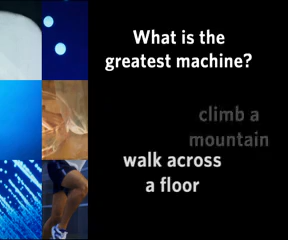 What is the
greatest machine?
climb a
mountain
walk across
a floor